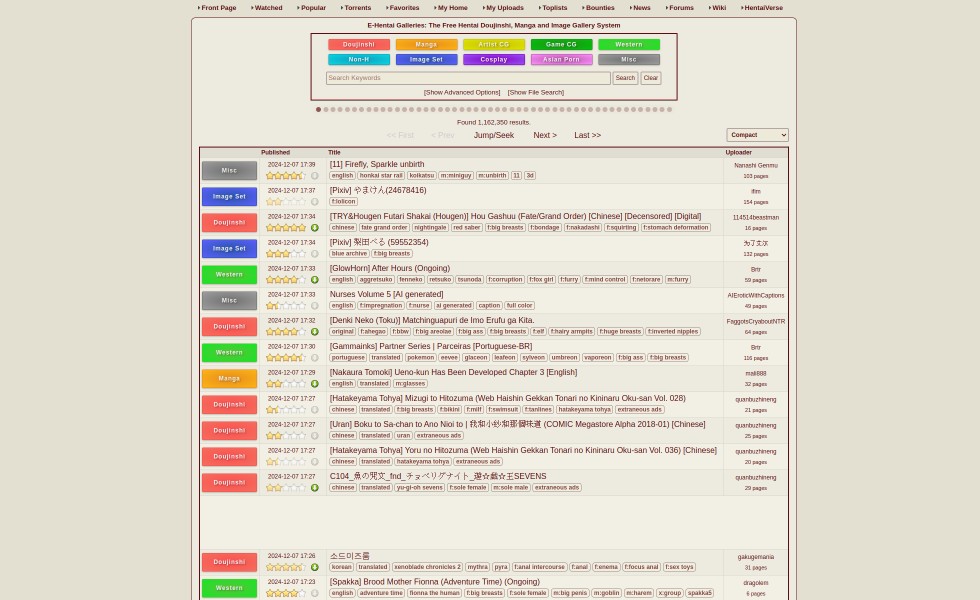 Front Page Watched Popular Torrents Favorites My Home My Uploads Toplists Bounties News Forums Wiki HentaiVerse
E-Hentai Galleries: The Free Hentai Doujinshi, Manga and Image Gallery System
Doujinshi Manga Artist CG Game CG Western
Non-H Image Set Cosplay Asian Porn Misc
Search Keywords Search Clear
[Show Advanced Options] [Show File Search]
Found 1,162,350 results.
<< First < Prev Jump/Seek Next > Last >> Compact
Published Title Uploader
Misc 2024-12-07 17:39 [11] Firefly, Sparkle unbirth Nanashi Genmu
english honkai star rail koikatsu m:miniguy m:unbirth 11 3d 103 pages
Image Set 2024-12-07 17:37 [Pixiv] やまけん(24678416) ifm
f:lolicon 154 pages
Doujinshi 2024-12-07 17:34 [TRY&Hougen Futari Shakai (Hougen)] Hou Gashuu (Fate/Grand Order) [Chinese] [Decensored] [Digital] 114514beastman
chinese fate grand order nightingale red saber f:big breasts f:bondage f:nakadashi f:squirting f:stomach deformation 16 pages
Image Set 2024-12-07 17:34 [Pixiv] 梨田べる (59552354)
blue archive f:big breasts 132 pages
Western 2024-12-07 17:33 [GlowHorn] After Hours (Ongoing) Brtr
english aggretsuko fenneko retsuko tsunoda f:corruption f:fox girl f:furry f:mind control f:netorare m:furry 59 pages
Misc 2024-12-07 17:33 Nurses Volume 5 [AI generated] AIEroticWithCaptions
english f:impregnation f:nurse ai generated caption full color 49 pages
Doujinshi 2024-12-07 17:32 [Denki Neko (Toku)] Matchinguapuri de Imo Erufu ga Kita. FaggotsCryaboutNTR
original f:ahegao f:bbw f:big areolae f:big ass f:big breasts f:elf f:hairy armpits f:huge breasts f:inverted nipples 64 pages
Western 2024-12-07 17:30 [Gammainks] Partner Series | Parceiras [Portuguese-BR] Brtr
portuguese translated pokemon eevee glaceon leafeon sylveon umbreon vaporeon f:big ass f:big breasts 116 pages
Manga 2024-12-07 17:29 [Nakaura Tomoki] Ueno-kun Has Been Developed Chapter 3 [English] mati888
english translated m:glasses 32 pages
Doujinshi 2024-12-07 17:27 [Hatakeyama Tohya] Mizugi to Hitozuma (Web Haishin Gekkan Tonari no Kininaru Oku-san Vol. 028) quanbuzhineng
chinese translated f:big breasts f:bikini f:milf f:swimsuit f:tanlines hatakeyama tohya extraneous ads 21 pages
Doujinshi 2024-12-07 17:27 [Uran] Boku to Sa-chan to Ano Nioi to | 我和小紗和那個味道 (COMIC Megastore Alpha 2018-01) [Chinese] quanbuzhineng
chinese translated uran extraneous ads 25 pages
Doujinshi 2024-12-07 17:27 [Hatakeyama Tohya] Yoru no Hitozuma (Web Haishin Gekkan Tonari no Kininaru Oku-san Vol. 036) [Chinese] quanbuzhineng
chinese translated hatakeyama tohya extraneous ads 20 pages
Doujinshi 2024-12-07 17:27 C104_魚の咒文_fnd_チョベリグナイト_遊☆戯☆王SEVENS quanbuzhineng
chinese translated yu-gi-oh sevens f:sole female m:sole male extraneous ads 29 pages
Doujinshi 2024-12-07 17:26 소드미즈룸 gakugemania
korean translated xenoblade chronicles 2 mythra pyra f:anal intercourse f:anal f:enema f:focus anal f:sex toys 31 pages
Western 2024-12-07 17:23 [Spakka] Brood Mother Fionna (Adventure Time) (Ongoing) dragolem
english adventure time fionna the human f:big breasts f:sole female m:big penis m:goblin m:harem x:group spakka5 6 pages